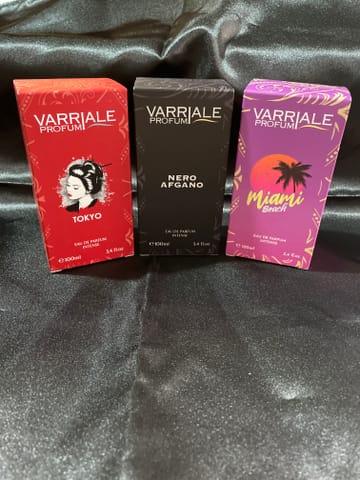 VARRIALE
PROFUMI
TOKYO
EAU DE PARFUM
INTENSE
℮100ml
3.4 fl oz
VARRIALE
PROFUMI
NERO
AFGANO
EAU DE PARFUM
INTENSE
℮100ml
3.4 fl oz
VARRIALE
PROFUMI
Miami
Beach
EAU DE PARFUM
INTENSE
℮100ml
3.4 fl oz